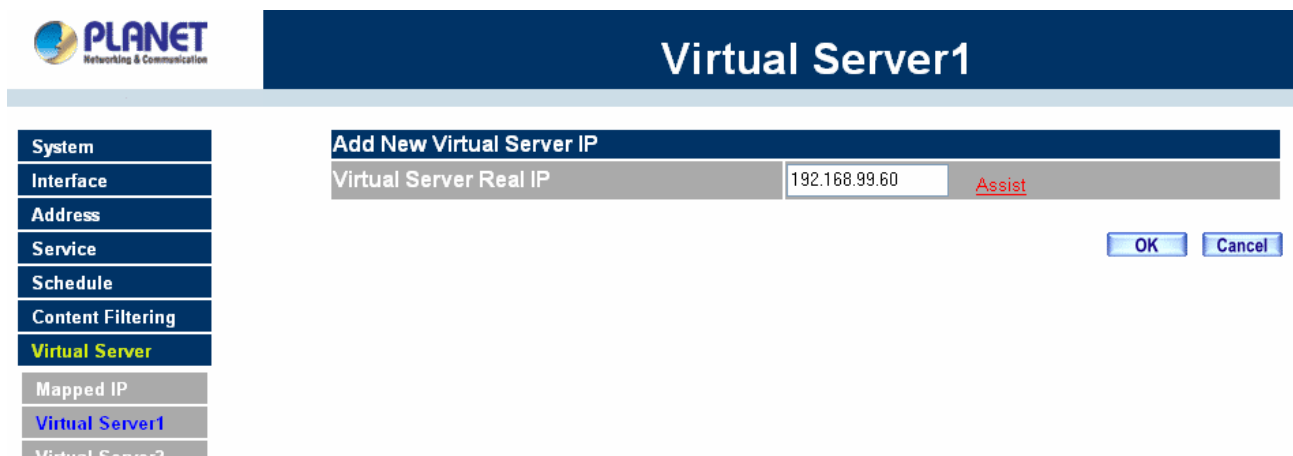 PLANET
Networking & Communication
Virtual Server1
System
Interface
Address
Service
Schedule
Content Filtering
Virtual Server
Mapped IP
Virtual Server1
Add New Virtual Server IP
Virtual Server Real IP 192.168.99.60 Assist
OK Cancel
Virtual